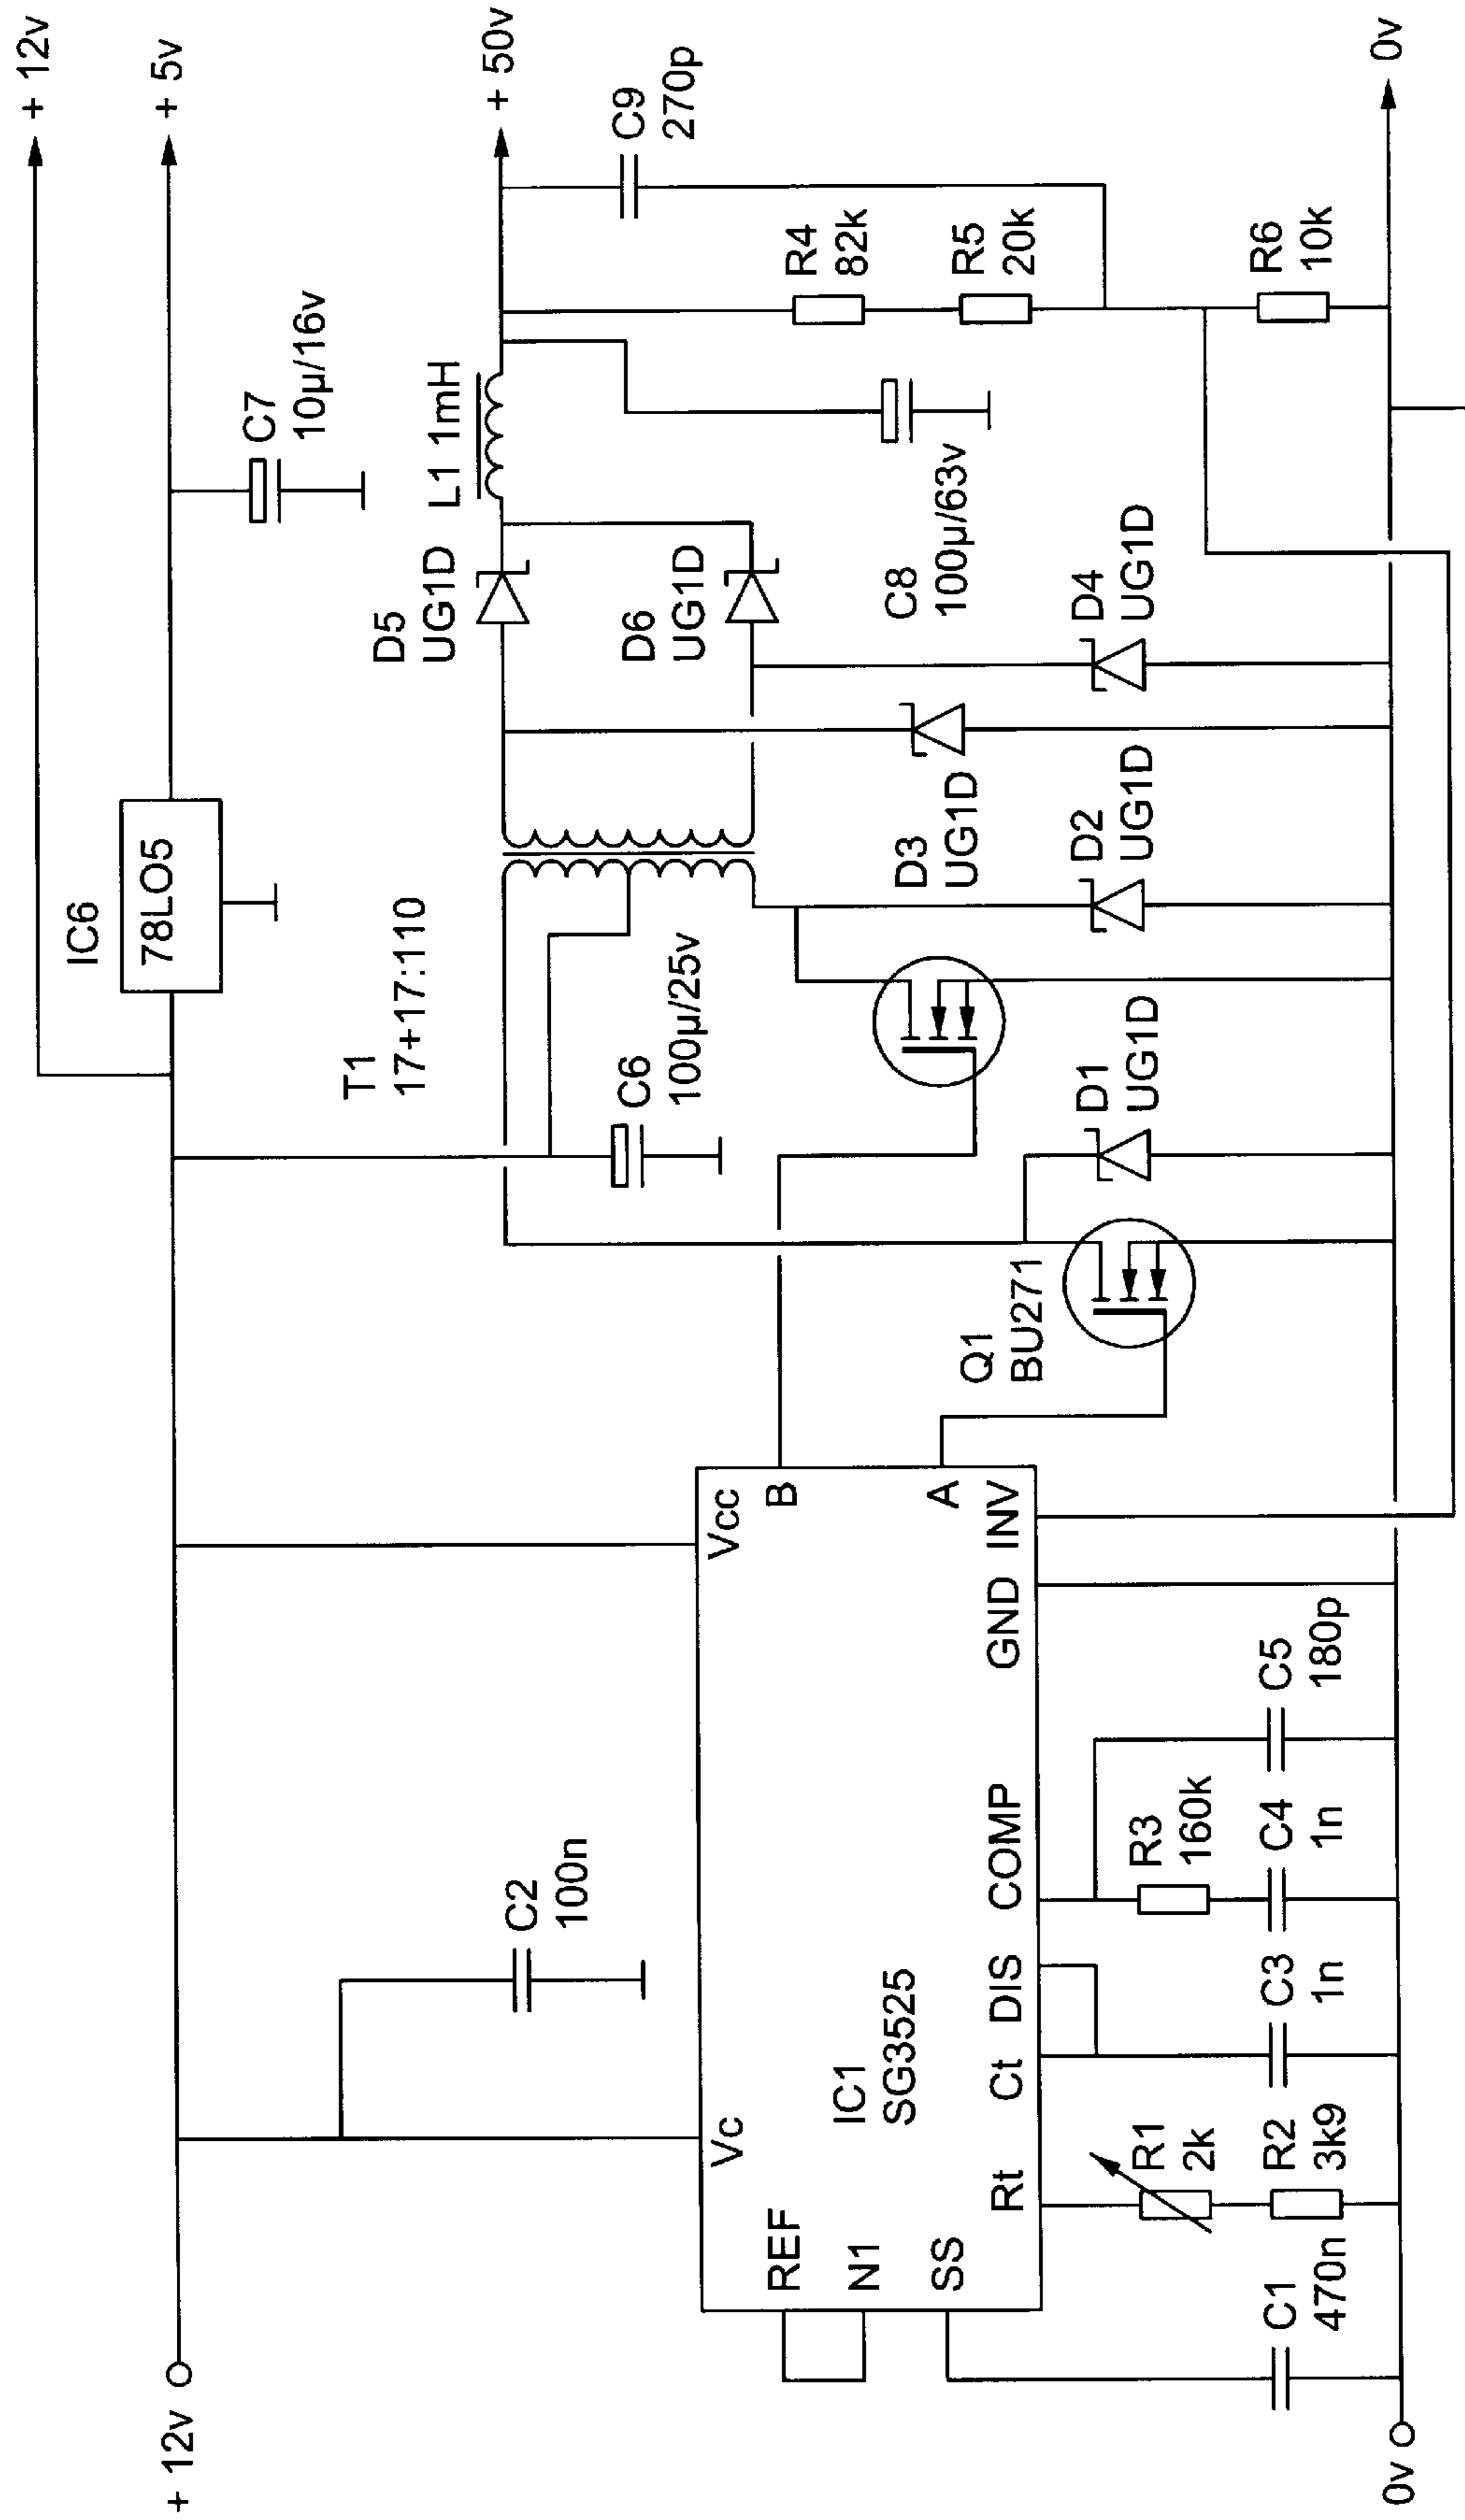 + 12v
+ 5v
+ 50v
0v
IC6
78LO5
C7
10µ/16v
T1
17+17:110
C6
100µ/25v
D5
UG1D
L1 1mH
D6
UG1D
C9
270p
R4
82k
R5
20k
R6
10k
C8
100µ/63v
D3
UG1D
D4
UG1D
D2
UG1D
D1
UG1D
Q1
BU271
+ 12v
C2
100n
Vc
Vcc
REF
N1
SS
B
A
IC1
SG3525
Rt
Ct
DIS
COMP
GND
INV
C1
470n
R1
2k
R2
3k9
C3
1n
R3
160k
C4
1n
C5
180p
0v